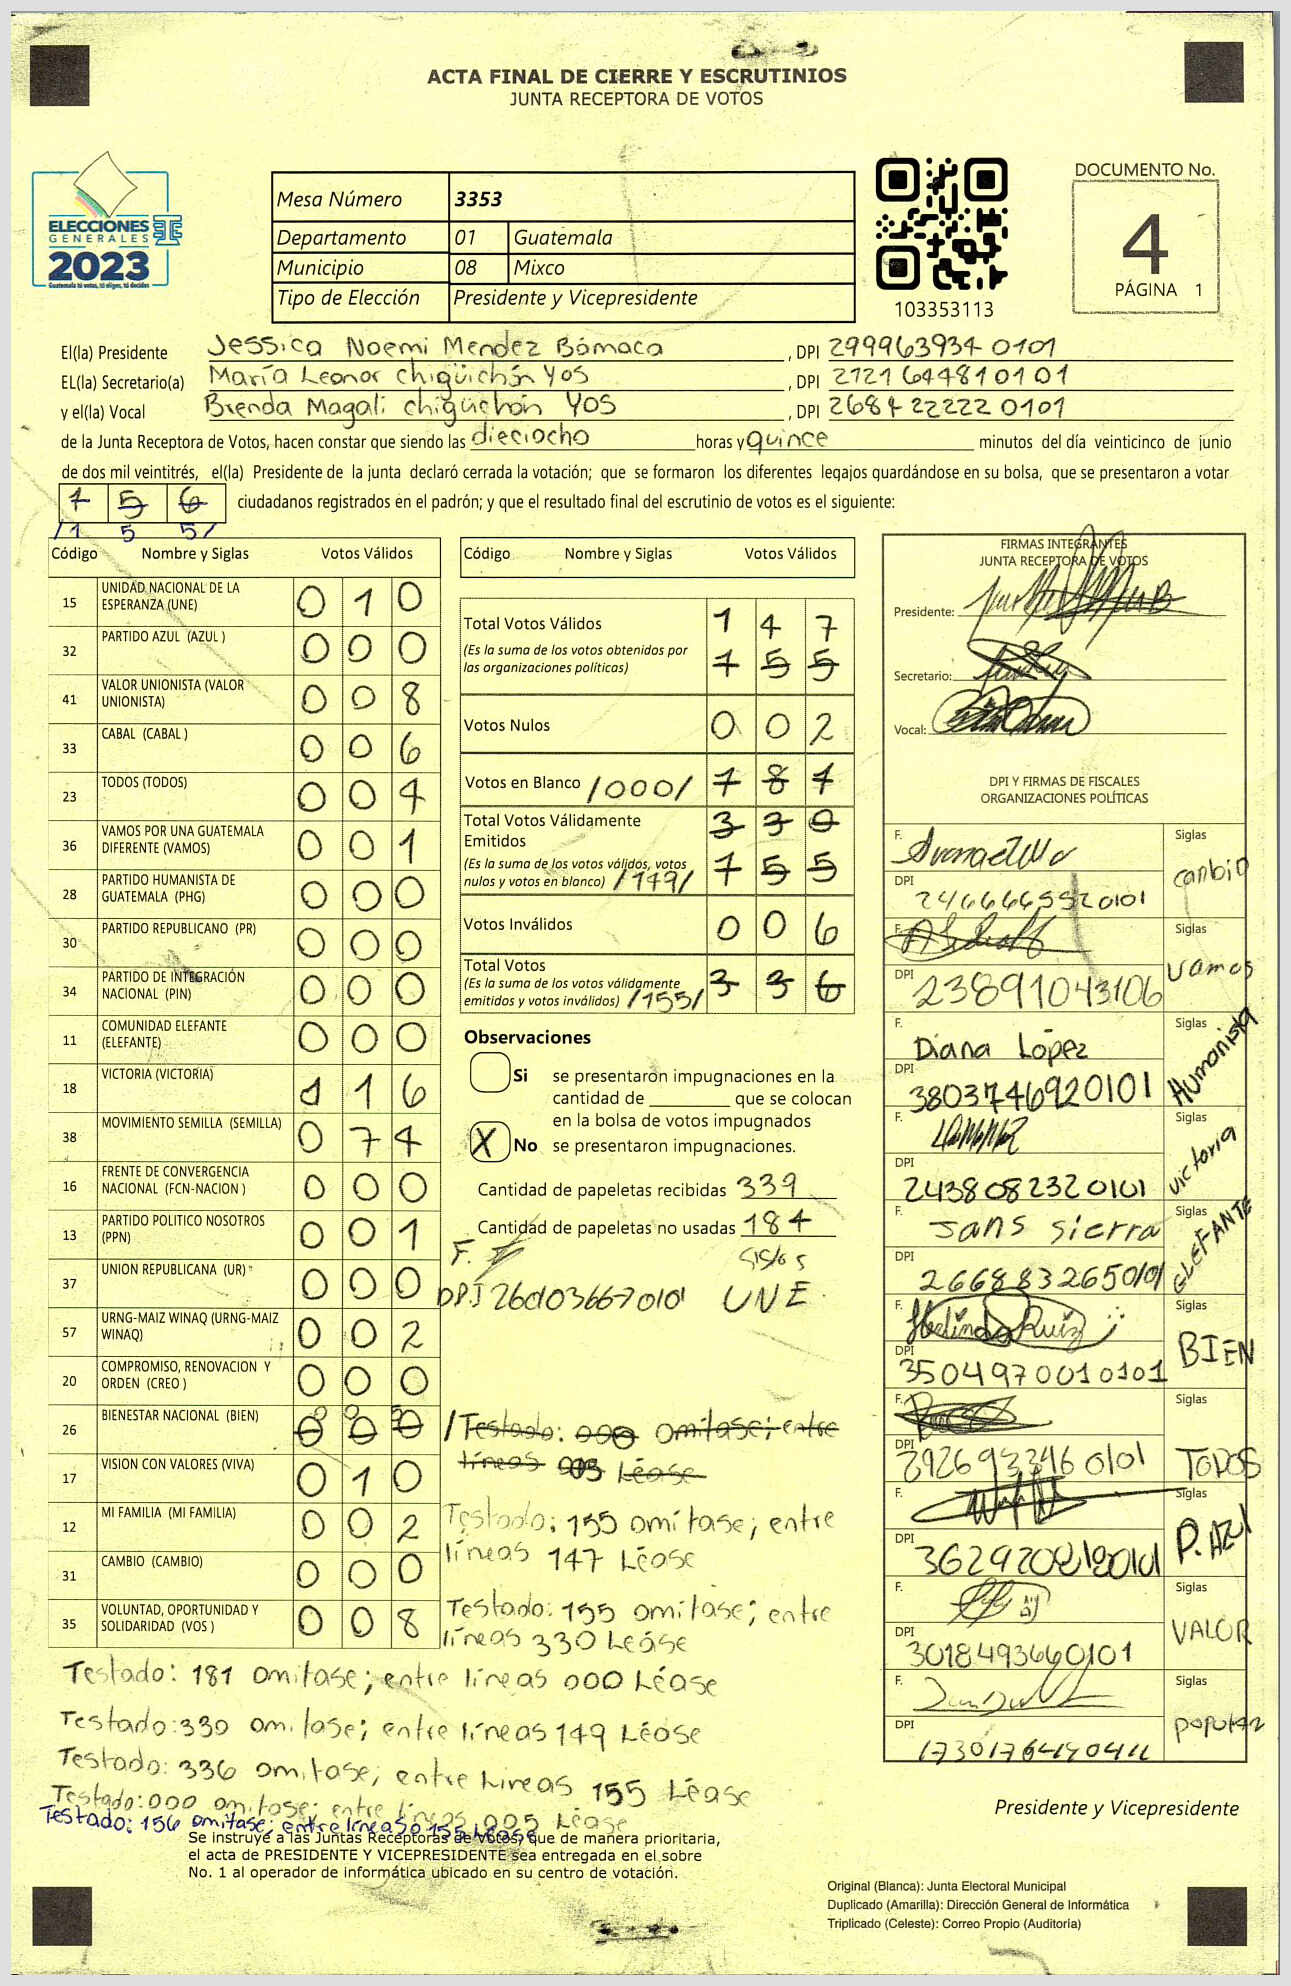 ACTA FINAL DE CIERRE Y ESCRUTINIOS
JUNTA RECEPTORA DE VOTOS
ELECCIONES
GENERALES
2023
Guatemala tú votas, tú eliges, tú decides
Mesa Número 3353
Departamento 01 Guatemala
Municipio 08 Mixco
Tipo de Elección Presidente y Vicepresidente
103353113
DOCUMENTO No.
4
PÁGINA 1
El(la) Presidente Jessica Noemi Mendez Bámaca , DPI 299963934 0101
EL(la) Secretario(a) María Leonor chigüichón Yos , DPI 2721644810101
y el(la) Vocal Brenda Magali chigüichón YOS , DPI 2684 22222 0101
de la Junta Receptora de Votos, hacen constar que siendo las dieciocho horas y quince minutos del día veinticinco de junio
de dos mil veintitrés, el(la) Presidente de la junta declaró cerrada la votación; que se formaron los diferentes legajos guardándose en su bolsa, que se presentaron a votar
1 5 6 ciudadanos registrados en el padrón; y que el resultado final del escrutinio de votos es el siguiente:
/1 5 5/
Código Nombre y Siglas Votos Válidos
15 UNIDAD NACIONAL DE LA ESPERANZA (UNE) 0 1 0
32 PARTIDO AZUL (AZUL ) 0 0 0
41 VALOR UNIONISTA (VALOR UNIONISTA) 0 0 8
33 CABAL (CABAL ) 0 0 6
23 TODOS (TODOS) 0 0 4
36 VAMOS POR UNA GUATEMALA DIFERENTE (VAMOS) 0 0 1
28 PARTIDO HUMANISTA DE GUATEMALA (PHG) 0 0 0
30 PARTIDO REPUBLICANO (PR) 0 0 0
34 PARTIDO DE INTEGRACIÓN NACIONAL (PIN) 0 0 0
11 COMUNIDAD ELEFANTE (ELEFANTE) 0 0 0
18 VICTORIA (VICTORIA) 1 6
38 MOVIMIENTO SEMILLA (SEMILLA) 0 7 4
16 FRENTE DE CONVERGENCIA NACIONAL (FCN-NACION ) 0 0 0
13 PARTIDO POLITICO NOSOTROS (PPN) 0 0 1
37 UNION REPUBLICANA (UR) 0 0 0
57 URNG-MAIZ WINAQ (URNG-MAIZ WINAQ) 0 0 2
20 COMPROMISO, RENOVACION Y ORDEN (CREO ) 0 0 0
26 BIENESTAR NACIONAL (BIEN) 0 0 0
17 VISION CON VALORES (VIVA) 0 1 0
12 MI FAMILIA (MI FAMILIA) 0 0 2
31 CAMBIO (CAMBIO) 0 0 0
35 VOLUNTAD, OPORTUNIDAD Y SOLIDARIDAD (VOS ) 0 0 8
Código Nombre y Siglas Votos Válidos
Total Votos Válidos 1 4 7
(Es la suma de los votos obtenidos por las organizaciones políticas) 1 5 5
Votos Nulos 0 0 2
Votos en Blanco /000/ 1 8 1
Total Votos Válidamente Emitidos 3 3 0
(Es la suma de los votos válidos, votos nulos y votos en blanco) /149/ 1 5 5
Votos Inválidos 0 0 6
Total Votos
(Es la suma de los votos válidamente emitidos y votos inválidos) /155/ 3 3 6
Observaciones
Si se presentaron impugnaciones en la
cantidad de ________ que se colocan
en la bolsa de votos impugnados
X No se presentaron impugnaciones.
Cantidad de papeletas recibidas 339
Cantidad de papeletas no usadas 184
F.
DPI UNE
/Testado: 000 omitase; entre
líneas 005 Léase
Testado: 155 omítase; entre
líneas 147 Léase
Testado: 155 omitase; entre
líneas 330 Leáse
Testado: 181 omitase; entre líneas 000 Léase
Testado: 330 omitase; entre líneas 149 Léase
Testado: 336 omitase; entre Lineas 155 Léase
Testado: 000 omitase; entre líneas 005 Léase
Testado: 156 omitase; entre lineas 155 Léase
Se instruye a las Juntas Receptoras de Votos, que de manera prioritaria,
el acta de PRESIDENTE Y VICEPRESIDENTE sea entregada en el sobre
No. 1 al operador de informática ubicado en su centro de votación.
FIRMAS INTEGRANTES
JUNTA RECEPTORA DE VOTOS
Presidente:
Secretario:
Vocal:
DPI Y FIRMAS DE FISCALES
ORGANIZACIONES POLÍTICAS
F. Siglas cambio
DPI
F. Siglas vamos
DPI 23891043106
F. Diana López Siglas Humanista
DPI 3803746920101
F. Siglas victoria
DPI 2438082320101
F. Jans Sierra Siglas ELEFANTE
DPI 2668832650101
F. Herlinda Ruiz Siglas BIEN
DPI 3504970010101
F. Siglas TODOS
DPI 2926933460101
F. Siglas P. AZUl
DPI
F. Siglas VALOR
DPI 3018493660101
F. Siglas
DPI
Presidente y Vicepresidente
Original (Blanca): Junta Electoral Municipal
Duplicado (Amarilla): Dirección General de Informática
Triplicado (Celeste): Correo Propio (Auditoría)